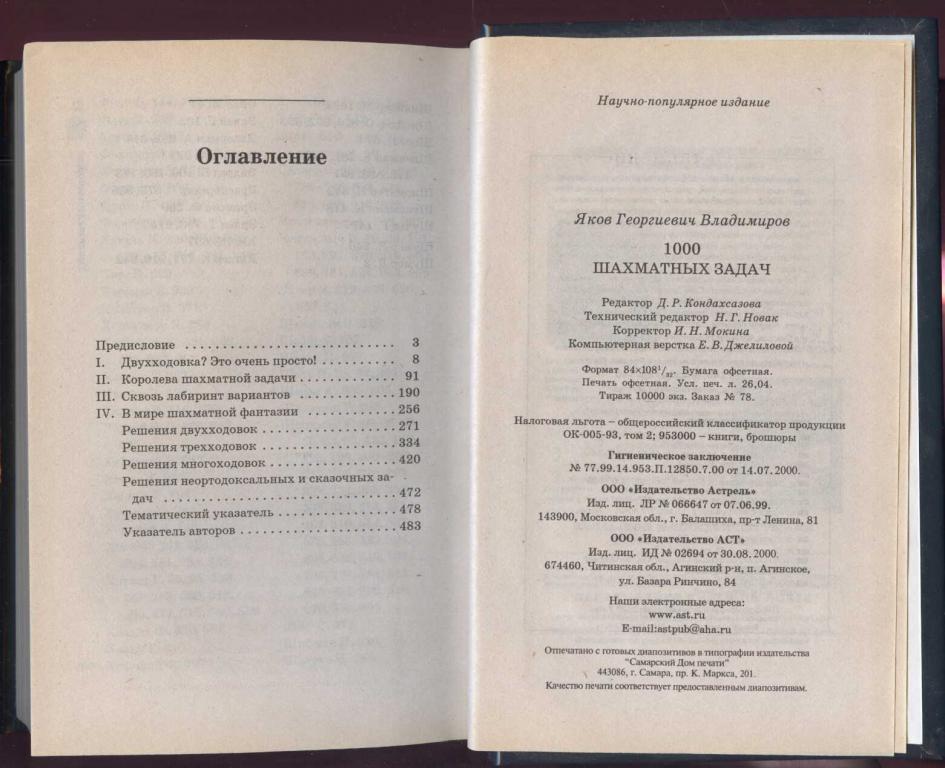 Оглавление
Предисловие ............................ 3
I. Двухходовка? Это очень просто! .......... 8
II. Королева шахматной задачи ............. 91
III. Сквозь лабиринт вариантов ............ 190
IV. В мире шахматной фантазии ........... 256
Решения двухходовок .................. 271
Решения трехходовок .................. 334
Решения многоходовок ................. 420
Решения неортодоксальных и сказочных за-
дач ............................... 472
Тематический указатель ................ 478
Указатель авторов ..................... 483
Научно-популярное издание
Яков Георгиевич Владимиров
1000
ШАХМАТНЫХ ЗАДАЧ
Редактор Д. Р. Кондахсазова
Технический редактор Н. Г. Новак
Корректор И. Н. Мокина
Компьютерная верстка Е. В. Джелиловой
Формат 84×108¹/₃₂. Бумага офсетная.
Печать офсетная. Усл. печ. л. 26,04.
Тираж 10000 экз. Заказ № 78.
Налоговая льгота – общероссийский классификатор продукции
ОК-005-93, том 2; 953000 – книги, брошюры
Гигиеническое заключение
№ 77.99.14.953.П.12850.7.00 от 14.07.2000.
ООО «Издательство Астрель»
Изд. лиц. ЛР № 066647 от 07.06.99.
143900, Московская обл., г. Балашиха, пр-т Ленина, 81
ООО «Издательство АСТ»
Изд. лиц. ИД № 02694 от 30.08.2000.
674460, Читинская обл., Агинский р-н, п. Агинское,
ул. Базара Ринчино, 84
Наши электронные адреса:
www.ast.ru
E-mail:astpub@aha.ru
Отпечатано с готовых диапозитивов в типографии издательства
"Самарский Дом печати"
443086, г. Самара, пр. К. Маркса, 201.
Качество печати соответствует предоставленным диапозитивам.